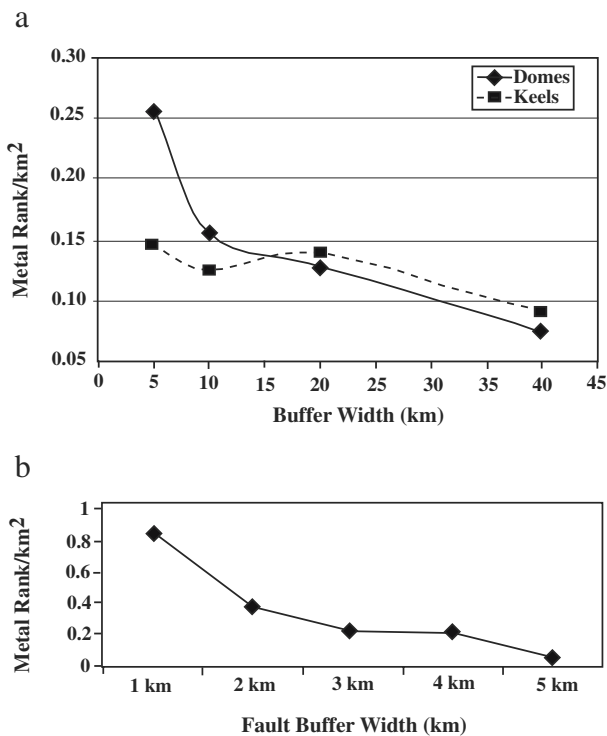 a
0.30
0.25
0.20
0.15
0.10
0.05
Metal Rank/km²
Domes
Keels
0 5 10 15 20 25 30 35 40 45
Buffer Width (km)
b
1
0.8
0.6
0.4
0.2
0
Metal Rank/km²
1 km 2 km 3 km 4 km 5 km
Fault Buffer Width (km)